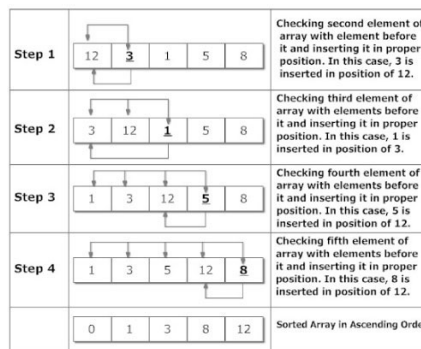 Step 1
12 3 1 5 8
Checking second element of
array with element before
it and inserting it in proper
position. In this case, 3 is
inserted in position of 12.
Step 2
3 12 1 5 8
Checking third element of
array with elements before
it and inserting it in proper
position. In this case, 1 is
inserted in position of 3.
Step 3
1 3 12 5 8
Checking fourth element of
array with elements before
it and inserting it in proper
position. In this case, 5 is
inserted in position of 12.
Step 4
1 3 5 12 8
Checking fifth element of
array with elements before
it and inserting it in proper
position. In this case, 8 is
inserted in position of 12.
0 1 3 8 12
Sorted Array in Ascending Orde